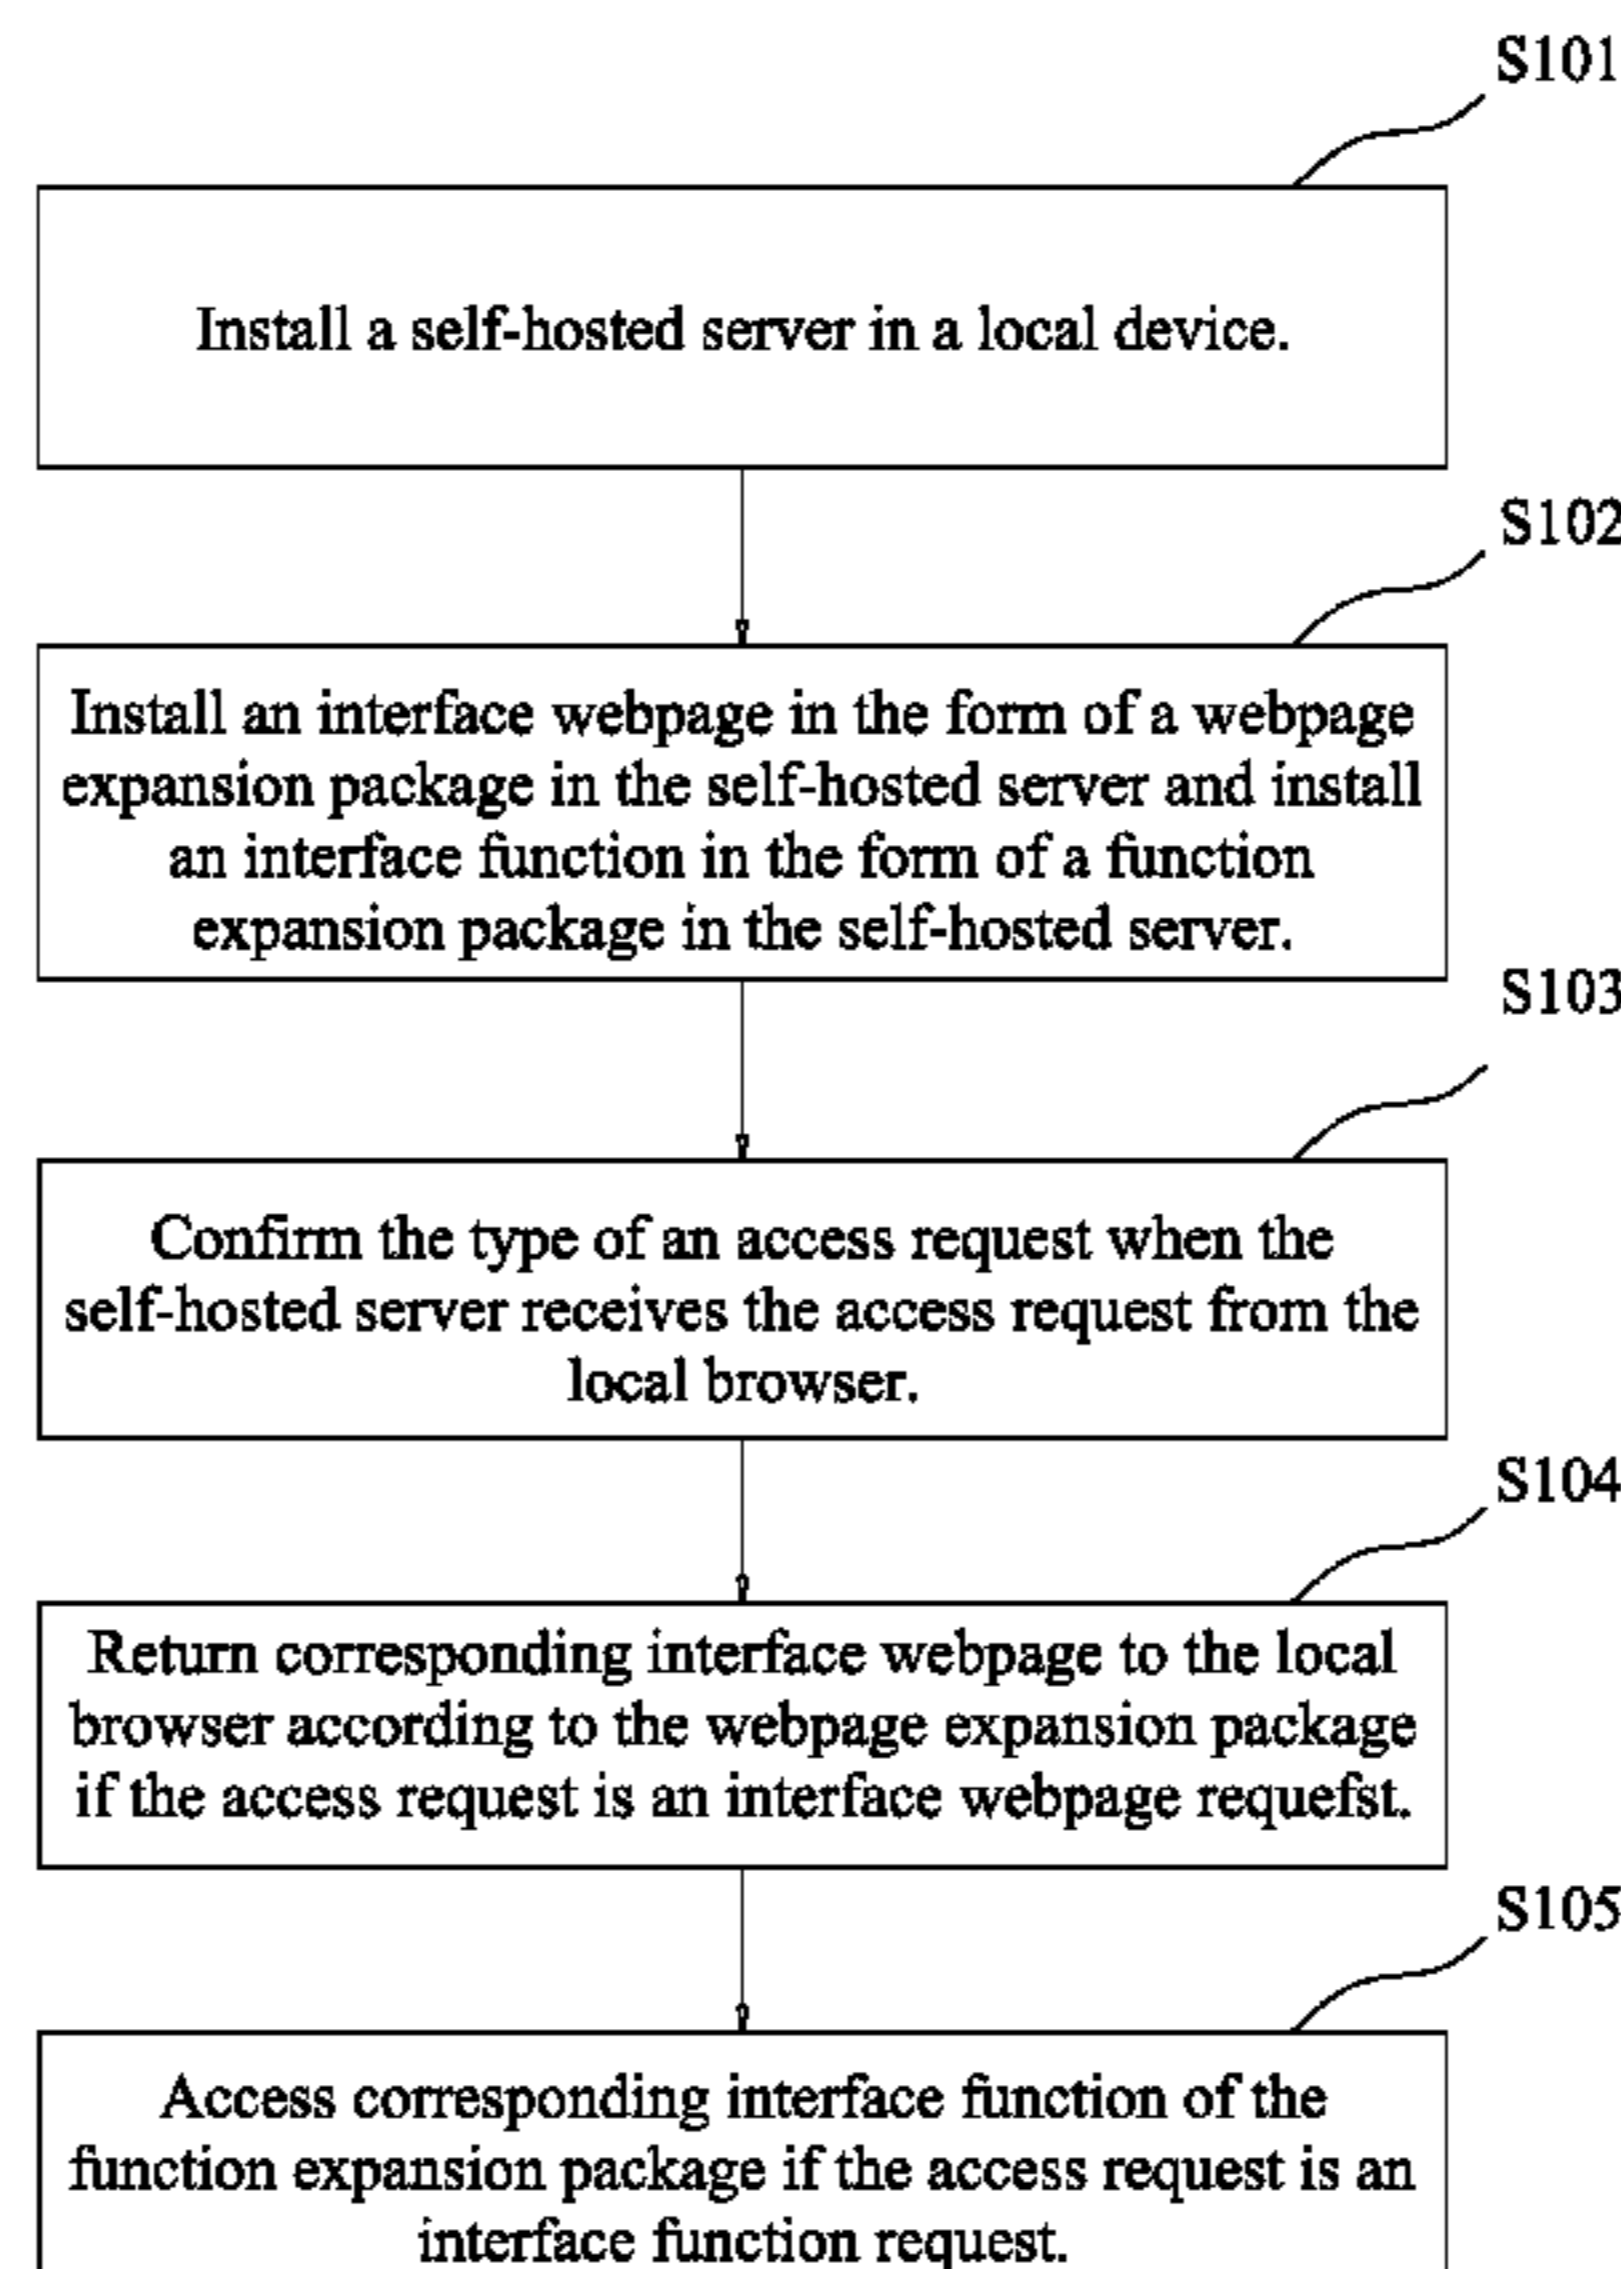 S101
Install a self-hosted server in a local device.
S102
Install an interface webpage in the form of a webpage
expansion package in the self-hosted server and install
an interface function in the form of a function
expansion package in the self-hosted server.
S103
Confirm the type of an access request when the
self-hosted server receives the access request from the
local browser.
S104
Return corresponding interface webpage to the local
browser according to the webpage expansion package
if the access request is an interface webpage requefst.
S105
Access corresponding interface function of the
function expansion package if the access request is an
interface function request.